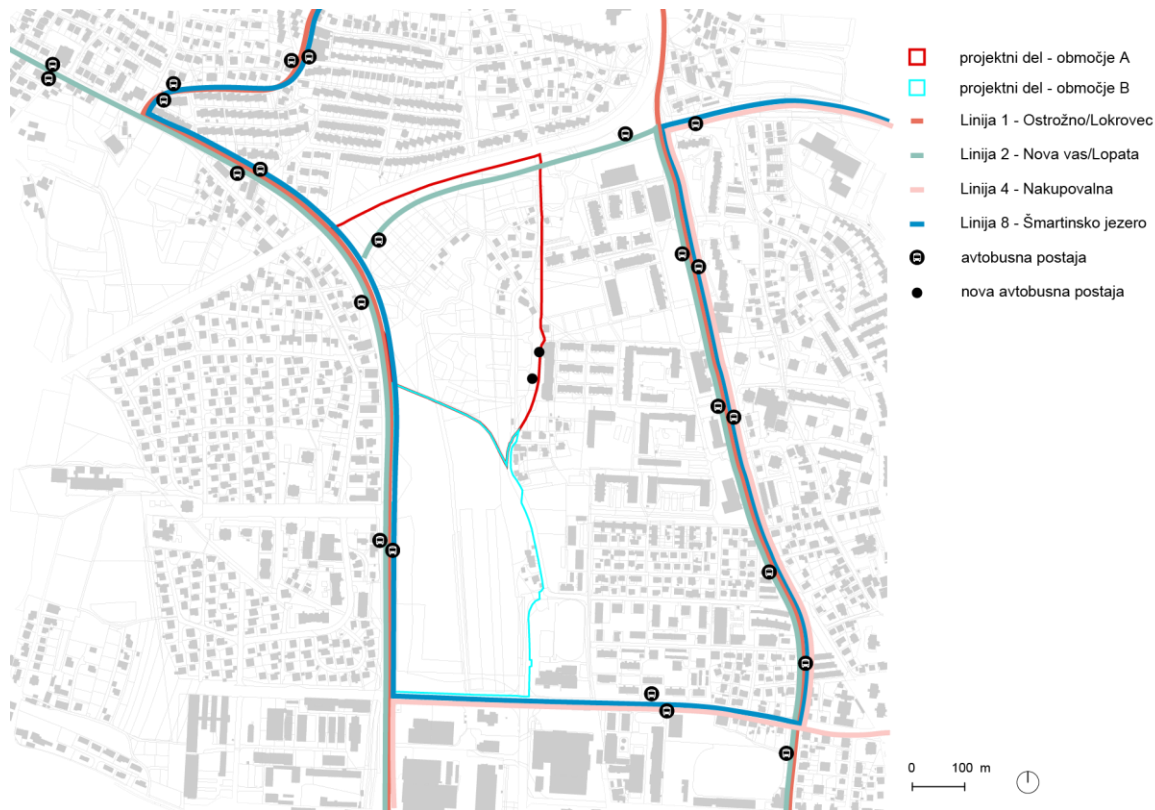 projektni del - območje A
projektni del - območje B
Linija 1 - Ostrožno/Lokrovec
Linija 2 - Nova vas/Lopata
Linija 4 - Nakupovalna
Linija 8 - Šmartinsko jezero
avtobusna postaja
nova avtobusna postaja
0 100 m